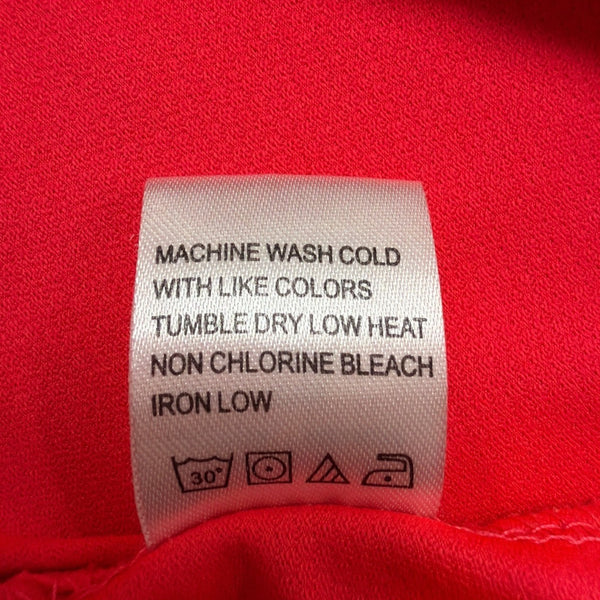 MACHINE WASH COLD
WITH LIKE COLORS
TUMBLE DRY LOW HEAT
NON CHLORINE BLEACH
IRON LOW
30°